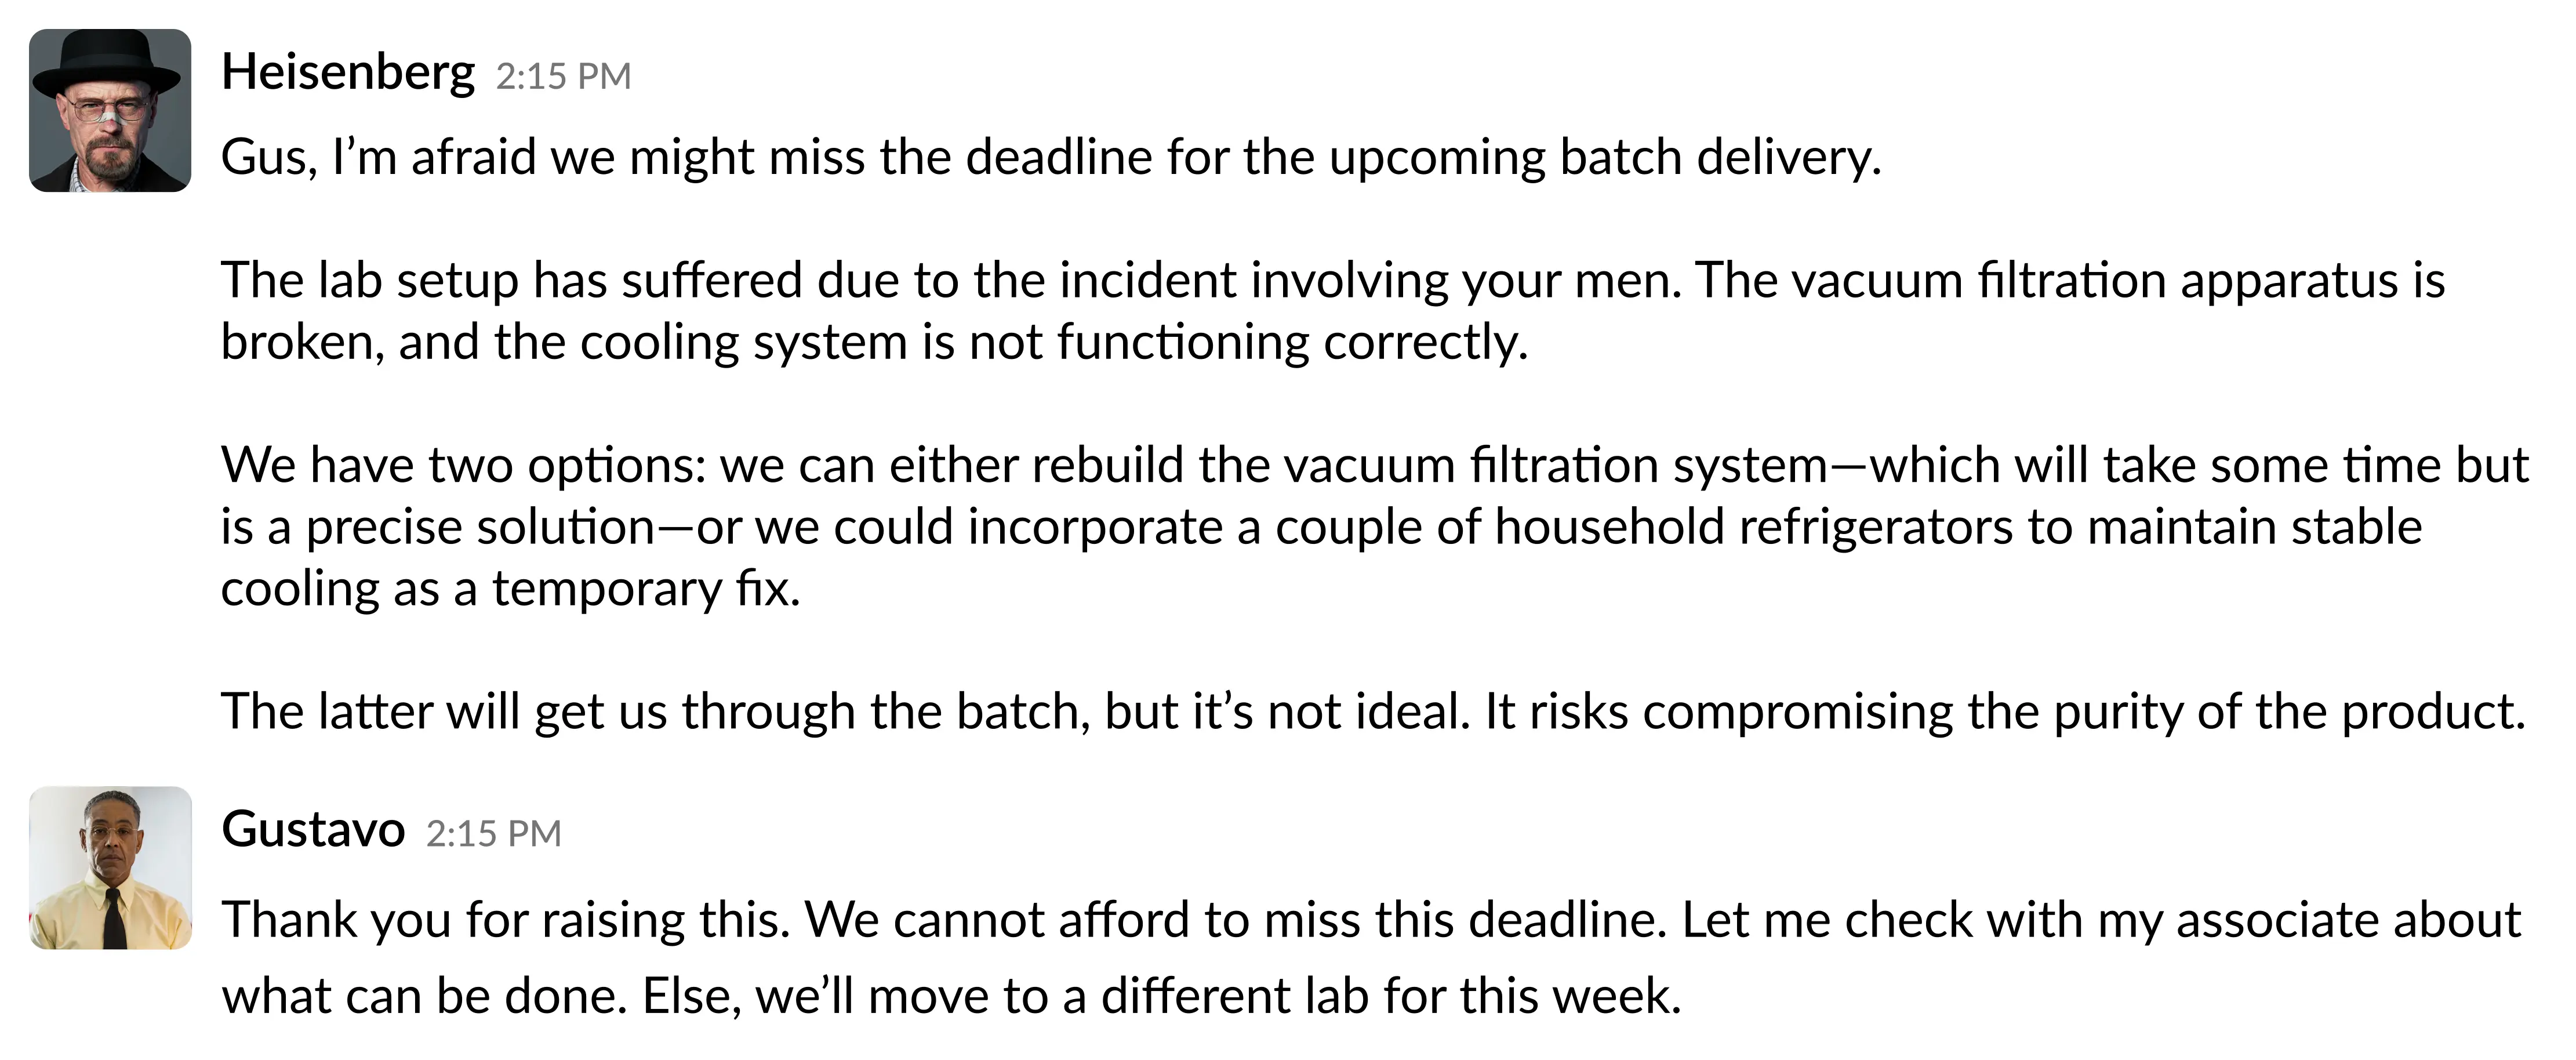 Heisenberg 2:15 PM
Gus, I’m afraid we might miss the deadline for the upcoming batch delivery.
The lab setup has suffered due to the incident involving your men. The vacuum filtration apparatus is
broken, and the cooling system is not functioning correctly.
We have two options: we can either rebuild the vacuum filtration system—which will take some time but
is a precise solution—or we could incorporate a couple of household refrigerators to maintain stable
cooling as a temporary fix.
The latter will get us through the batch, but it’s not ideal. It risks compromising the purity of the product.
Gustavo 2:15 PM
Thank you for raising this. We cannot afford to miss this deadline. Let me check with my associate about
what can be done. Else, we’ll move to a different lab for this week.